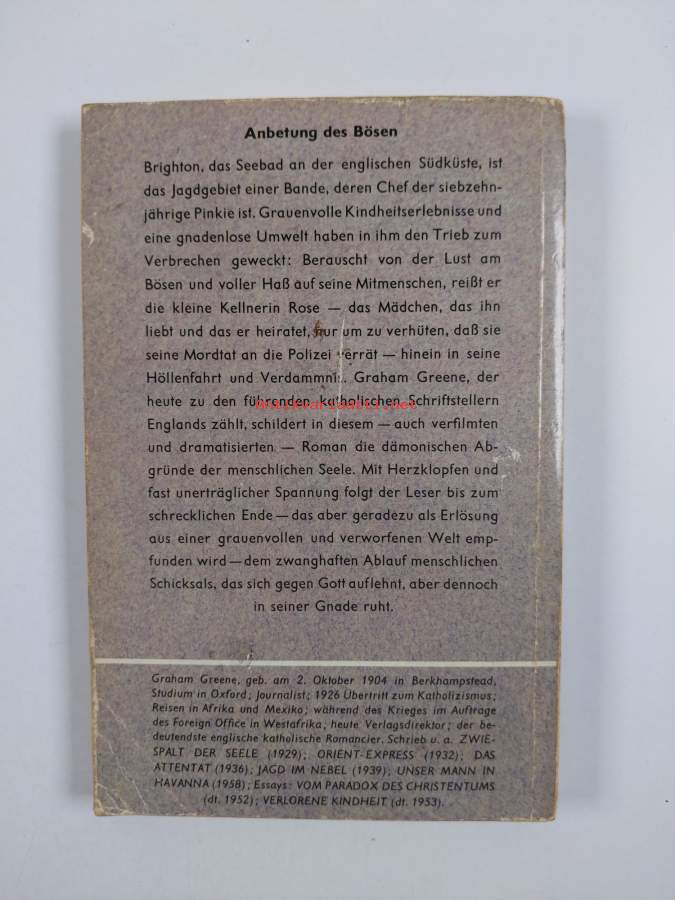 Anbetung des Bösen
Brighton, das Seebad an der englischen Südküste, ist
das Jagdgebiet einer Bande, deren Chef der siebzehn-
jährige Pinkie ist. Grauenvolle Kindheitserlebnisse und
eine gnadenlose Umwelt haben in ihm den Trieb zum
Verbrechen geweckt: Berauscht von der Lust am
Bösen und voller Haß auf seine Mitmenschen, reißt er
die kleine Kellnerin Rose — das Mädchen, das ihn
liebt und das er heiratet, nur um zu verhüten, daß sie
seine Mordtat an die Polizei verrät — hinein in seine
Höllenfahrt und Verdammnis. Graham Greene, der
heute zu den führenden katholischen Schriftstellern
Antikvariaatti.net
Englands zählt, schildert in diesem — auch verfilmten
und dramatisierten — Roman die dämonischen Ab-
gründe der menschlichen Seele. Mit Herzklopfen und
fast unerträglicher Spannung folgt der Leser bis zum
schrecklichen Ende — das aber geradezu als Erlösung
aus einer grauenvollen und verworfenen Welt emp-
funden wird — dem zwanghaften Ablauf menschlichen
Schicksals, das sich gegen Gott auflehnt, aber dennoch
in seiner Gnade ruht.
Graham Greene, geb. am 2. Oktober 1904 in Berkhampstead,
Studium in Oxford; Journalist; 1926 Übertritt zum Katholizismus;
Reisen in Afrika und Mexiko; während des Krieges im Auftrage
des Foreign Office in Westafrika; heute Verlagsdirektor; der be-
deutendste englische katholische Romancier. Schrieb u. a. ZWIE-
SPALT DER SEELE (1929); ORIENT-EXPRESS (1932); DAS
ATTENTAT (1936); JAGD IM NEBEL (1939); UNSER MANN IN
HAVANNA (1958); Essays: VOM PARADOX DES CHRISTENTUMS
(dt. 1952); VERLORENE KINDHEIT (dt. 1953).